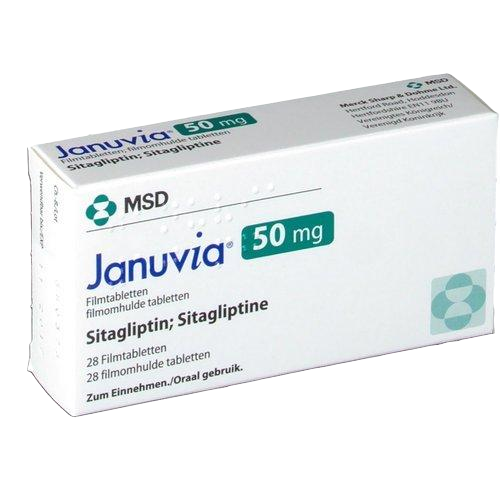 Januvia® 50 mg
Filmtabletten, filmomhulde tabletten
Sitagliptin; Sitagliptine
MSD
Merck Sharp & Dohme Ltd.
Hertford Road, Hoddesdon
Hertfordshire EN11 9BU
Vereinigtes Königreich/
Verenigd Koninkrijk
MSD
Januvia® 50 mg
Filmtabletten
filmomhulde tabletten
Sitagliptin; Sitagliptine
28 Filmtabletten
28 filmomhulde tabletten
Zum Einnehmen./Oraal gebruik.